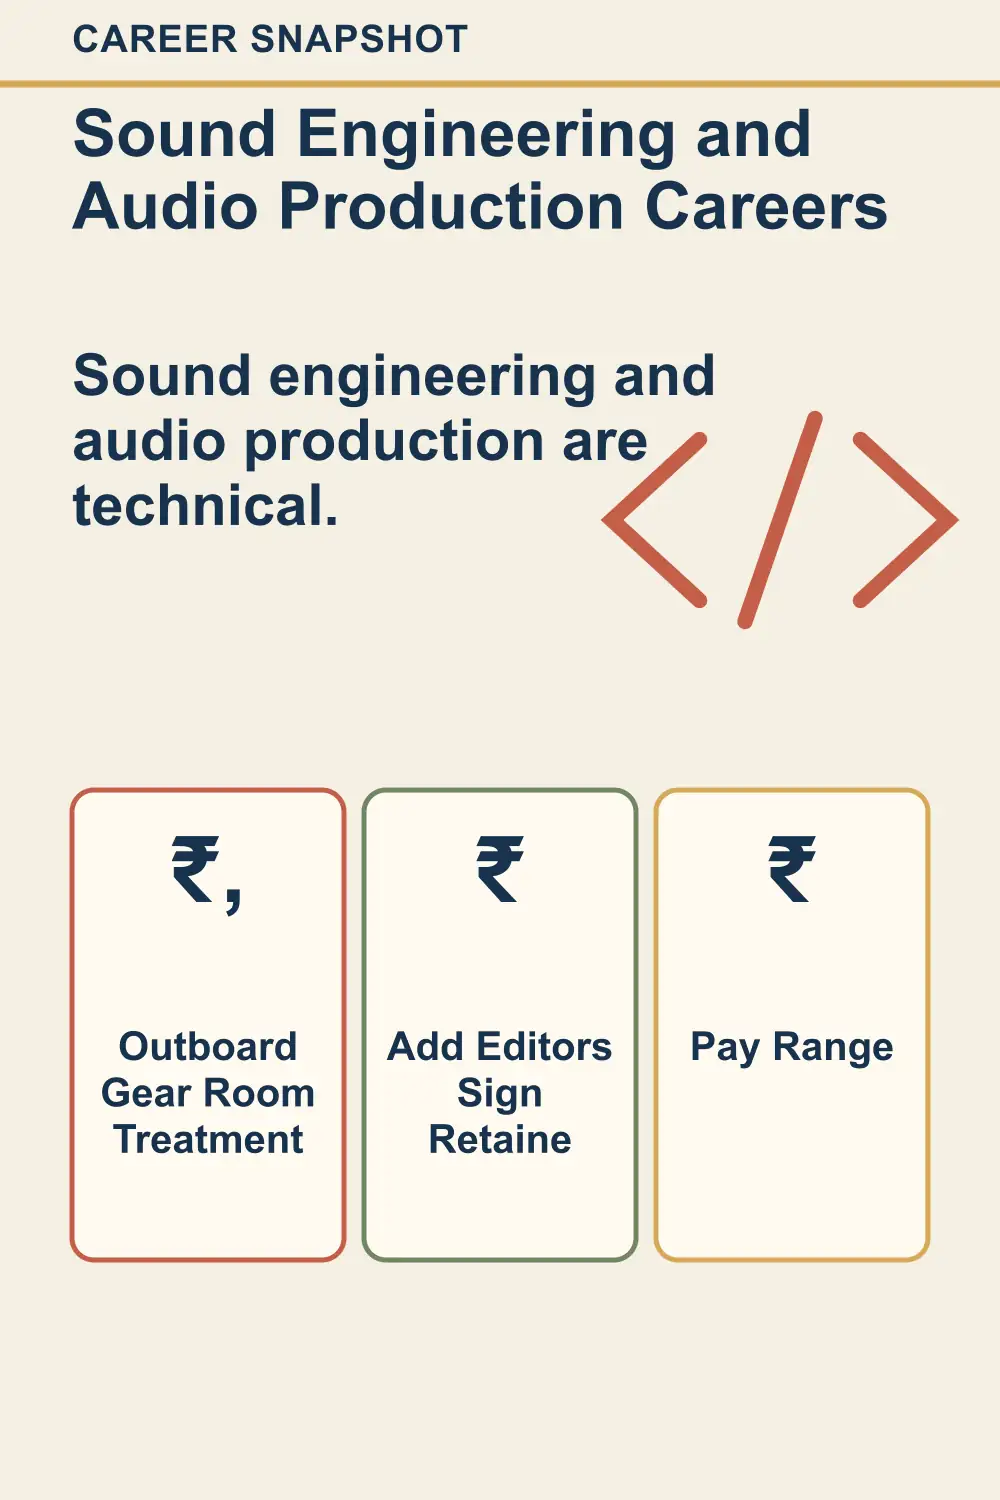 CAREER SNAPSHOT
Sound Engineering and
Audio Production Careers
Sound engineering and
audio production are
technical.
</>
₹,
Outboard
Gear Room
Treatment
₹
Add Editors
Sign
Retaine
₹
Pay Range